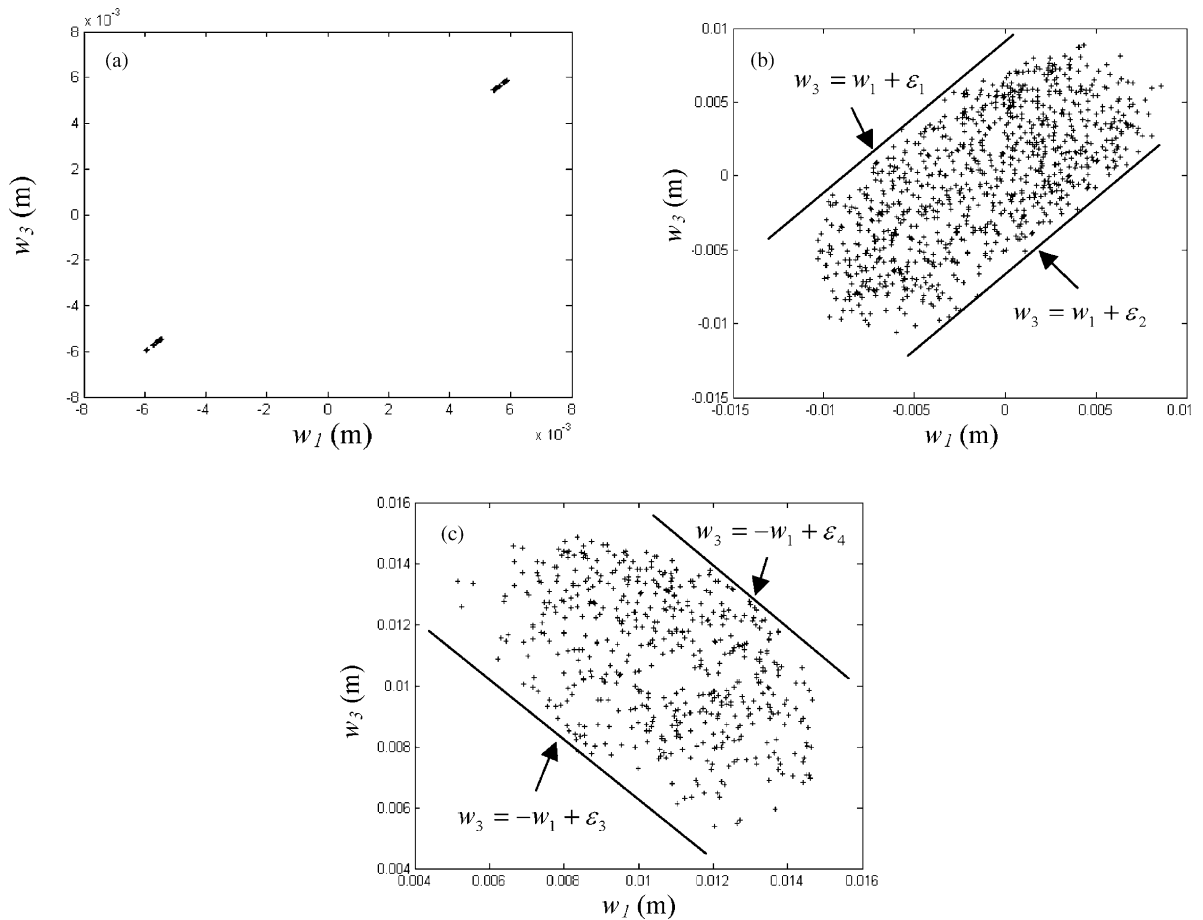 × 10⁻³
8
6
4
2
0
-2
-4
-6
-8
(a)
w₃ (m)
-8 -6 -4 -2 0 2 4 6 8
w₁ (m)
× 10⁻³
0.01
0.005
0
-0.005
-0.01
-0.015
(b)
w₃ = w₁ + ε₁
w₃ = w₁ + ε₂
w₃ (m)
-0.015 -0.01 -0.005 0 0.005 0.01
w₁ (m)
0.016
0.014
0.012
0.01
0.008
0.006
0.004
(c)
w₃ = −w₁ + ε₄
w₃ = −w₁ + ε₃
w₃ (m)
0.004 0.006 0.008 0.01 0.012 0.014 0.016
w₁ (m)